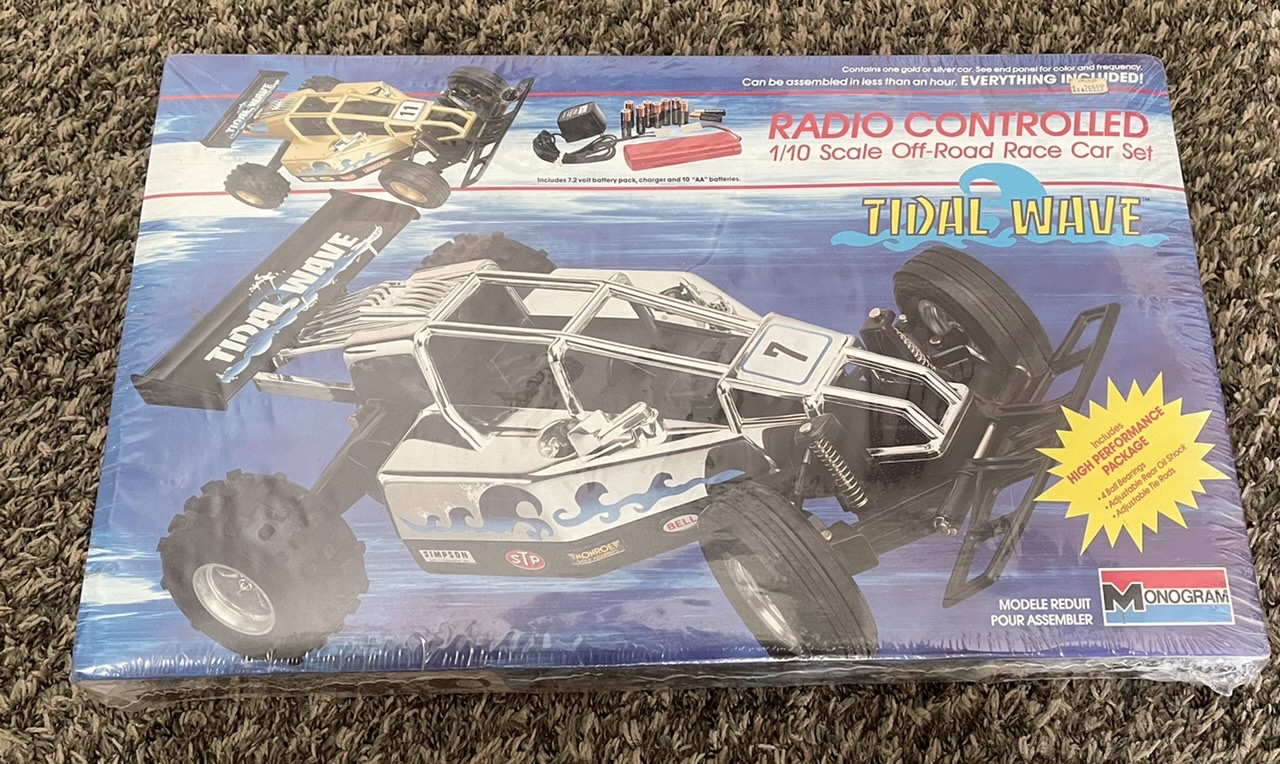 Contains one gold or silver car. See end panel for color and frequency.
Can be assembled in less than an hour. EVERYTHING INCLUDED!
RADIO CONTROLLED
1/10 Scale Off-Road Race Car Set
TIDAL WAVE™
Includes 7.2 volt battery pack, charger and 10 "AA" batteries.
TIDAL WAVE
11
TIDAL WAVE
7
Includes
HIGH PERFORMANCE
PACKAGE
• 4 Ball Bearings
• Adjustable Rear Oil Shock
• Adjustable Tie Rods
SIMPSON
STP
MONROE
BELL
MODELE REDUIT
POUR ASSEMBLER
MONOGRAM